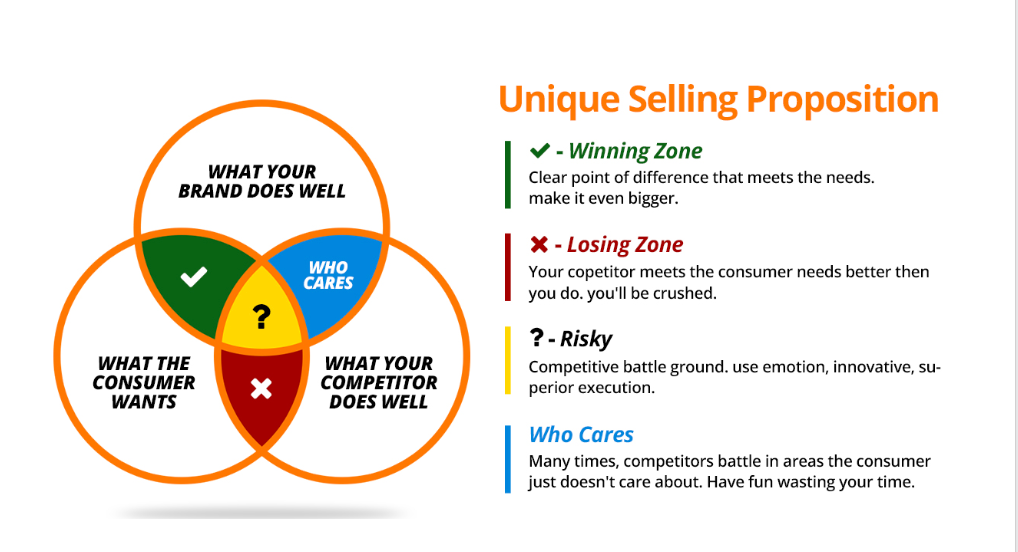 Unique Selling Proposition
WHAT YOUR
BRAND DOES WELL
WHO
CARES
?
WHAT THE
CONSUMER
WANTS
WHAT YOUR
COMPETITOR
DOES WELL
✔ - Winning Zone
Clear point of difference that meets the needs.
make it even bigger.
✖ - Losing Zone
Your copetitor meets the consumer needs better then
you do. you'll be crushed.
? - Risky
Competitive battle ground. use emotion, innovative, su-
perior execution.
Who Cares
Many times, competitors battle in areas the consumer
just doesn't care about. Have fun wasting your time.